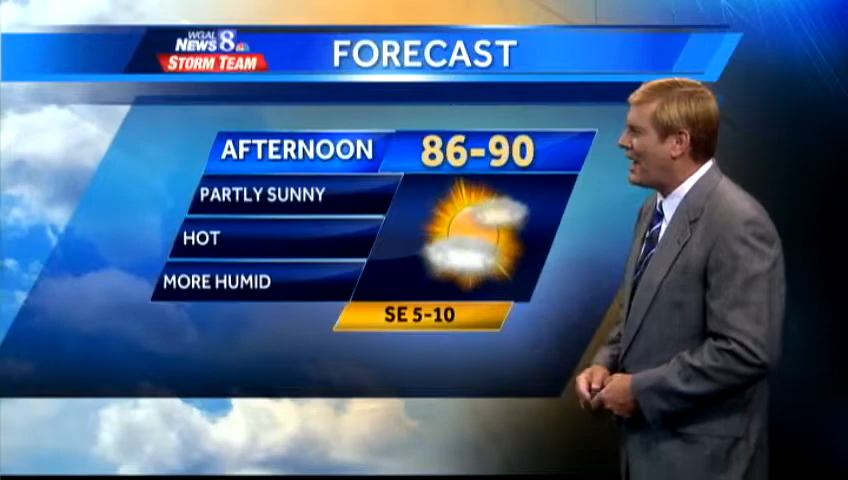 WGAL
NEWS 8
STORM TEAM
FORECAST
AFTERNOON 86-90
PARTLY SUNNY
HOT
MORE HUMID
SE 5-10